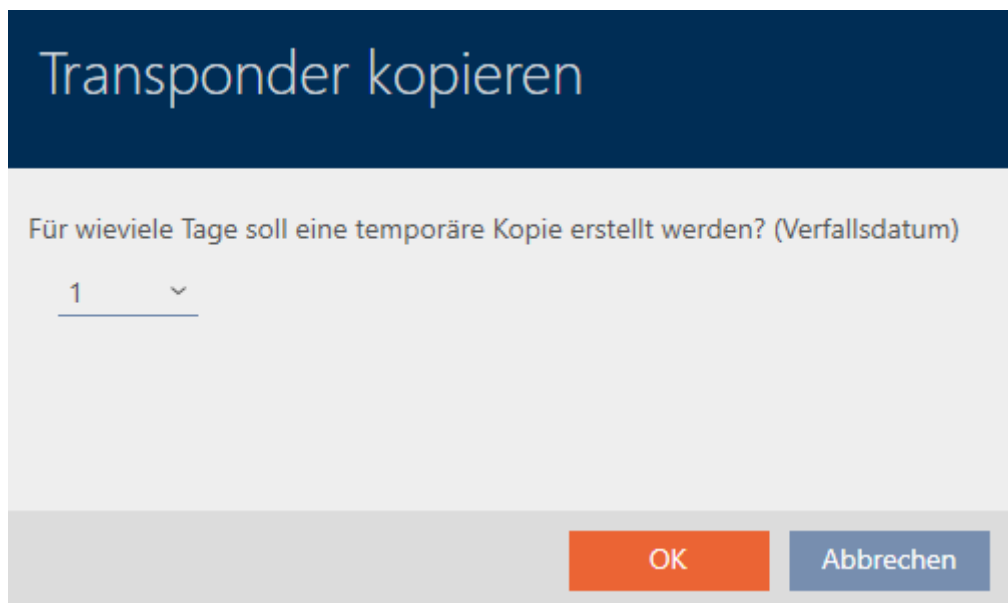 Transponder kopieren
Für wieviele Tage soll eine temporäre Kopie erstellt werden? (Verfallsdatum)
1
OK Abbrechen